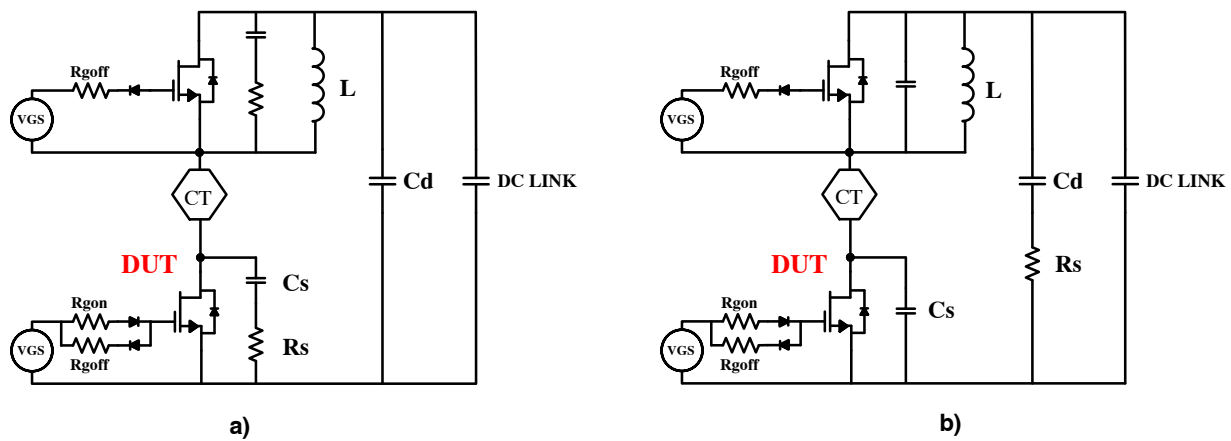 Rgoff
VGS
L
CT
Cd
DC LINK
DUT
Cs
Rgon
VGS
Rgoff
Rs
a)
Rgoff
VGS
L
CT
Cd
DC LINK
DUT
Rs
Rgon
Cs
VGS
Rgoff
b)